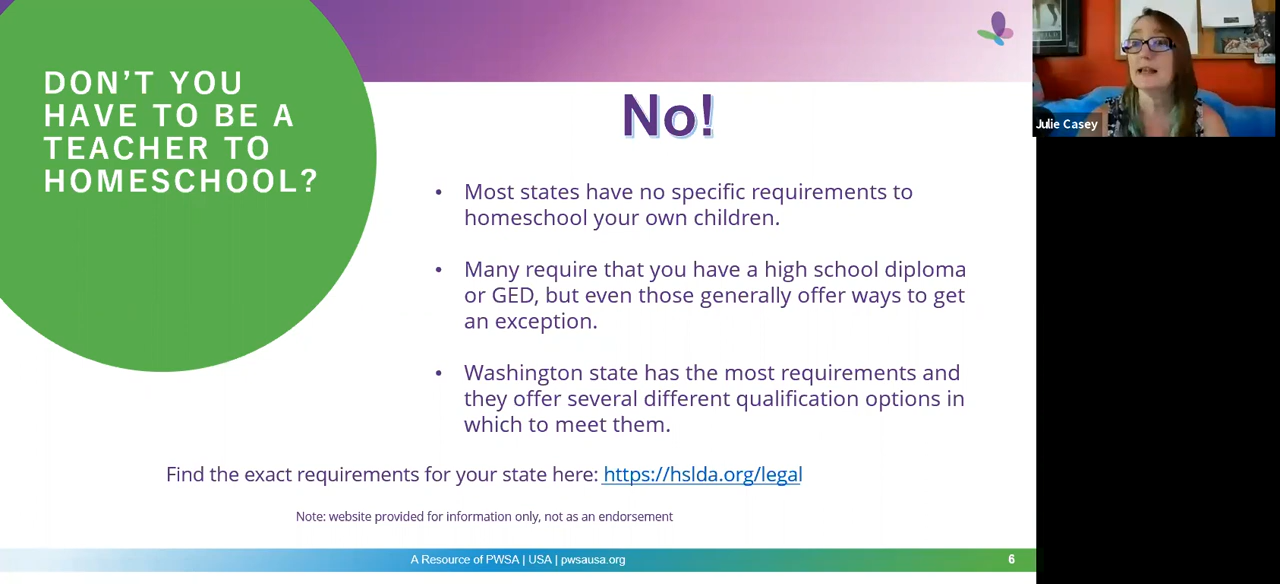 DON'T YOU
HAVE TO BE A
TEACHER TO
HOMESCHOOL?
No!
• Most states have no specific requirements to
homeschool your own children.
• Many require that you have a high school diploma
or GED, but even those generally offer ways to get
an exception.
• Washington state has the most requirements and
they offer several different qualification options in
which to meet them.
Find the exact requirements for your state here: https://hslda.org/legal
Note: website provided for information only, not as an endorsement
A Resource of PWSA | USA | pwsausa.org
6
Julie Casey